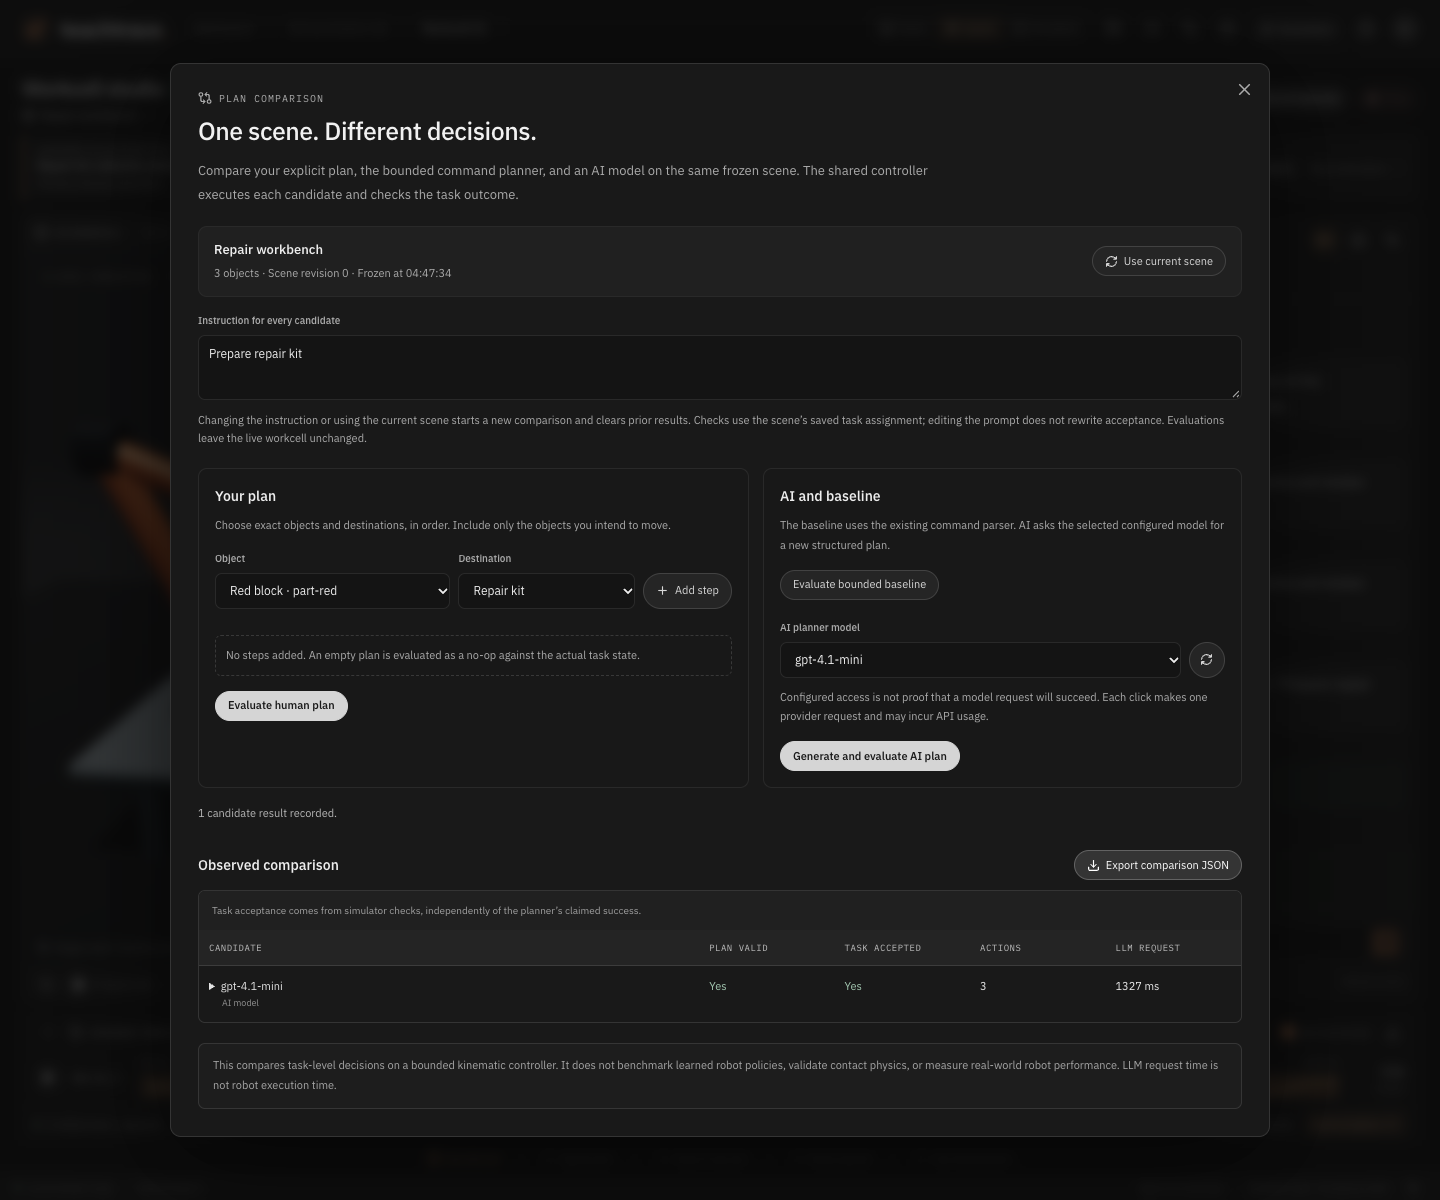 PLAN COMPARISON
One scene. Different decisions.
Compare your explicit plan, the bounded command planner, and an AI model on the same frozen scene. The shared controller
executes each candidate and checks the task outcome.
Repair workbench
3 objects · Scene revision 0 · Frozen at 04:47:34
Use current scene
Instruction for every candidate
Prepare repair kit
Changing the instruction or using the current scene starts a new comparison and clears prior results. Checks use the scene’s saved task assignment; editing the prompt does not rewrite acceptance. Evaluations
leave the live workcell unchanged.
Your plan
Choose exact objects and destinations, in order. Include only the objects you intend to move.
Object
Destination
Red block · part-red
Repair kit
Add step
No steps added. An empty plan is evaluated as a no-op against the actual task state.
Evaluate human plan
AI and baseline
The baseline uses the existing command parser. AI asks the selected configured model for
a new structured plan.
Evaluate bounded baseline
AI planner model
gpt-4.1-mini
Configured access is not proof that a model request will succeed. Each click makes one
provider request and may incur API usage.
Generate and evaluate AI plan
1 candidate result recorded.
Observed comparison
Export comparison JSON
Task acceptance comes from simulator checks, independently of the planner’s claimed success.
CANDIDATE PLAN VALID TASK ACCEPTED ACTIONS LLM REQUEST
gpt-4.1-mini Yes Yes 3 1327 ms
AI model
This compares task-level decisions on a bounded kinematic controller. It does not benchmark learned robot policies, validate contact physics, or measure real-world robot performance. LLM request time is
not robot execution time.